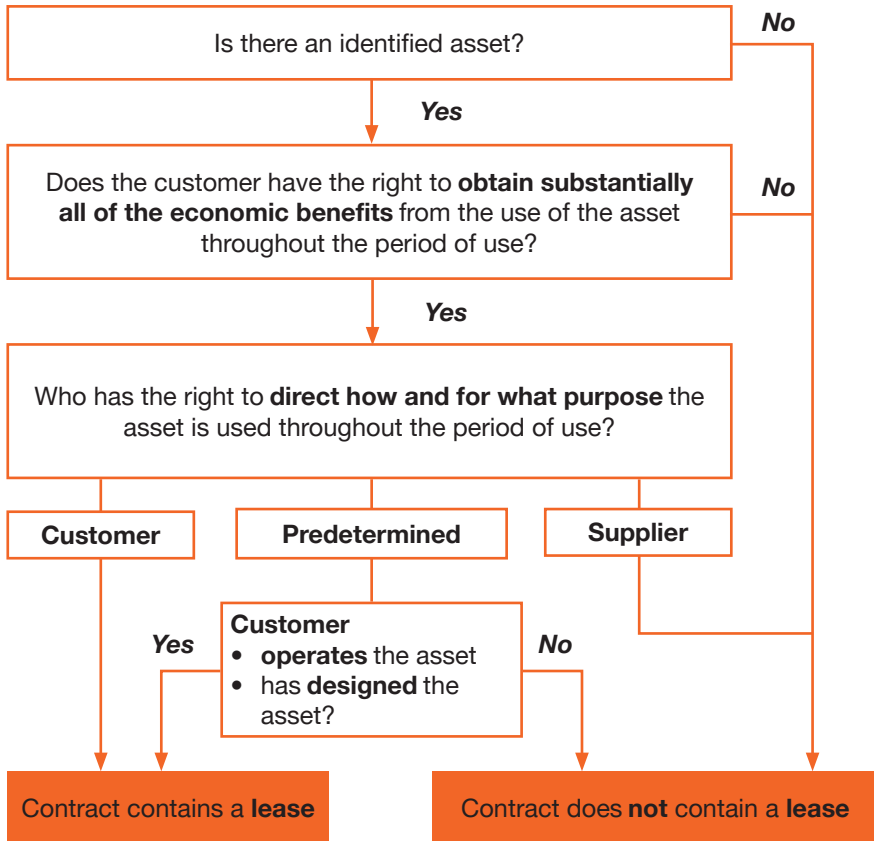 Is there an identified asset?
No
Yes
Does the customer have the right to obtain substantially
all of the economic benefits from the use of the asset
throughout the period of use?
No
Yes
Who has the right to direct how and for what purpose the
asset is used throughout the period of use?
Customer
Predetermined
Supplier
Yes
Customer
• operates the asset
• has designed the
asset?
No
Contract contains a lease
Contract does not contain a lease